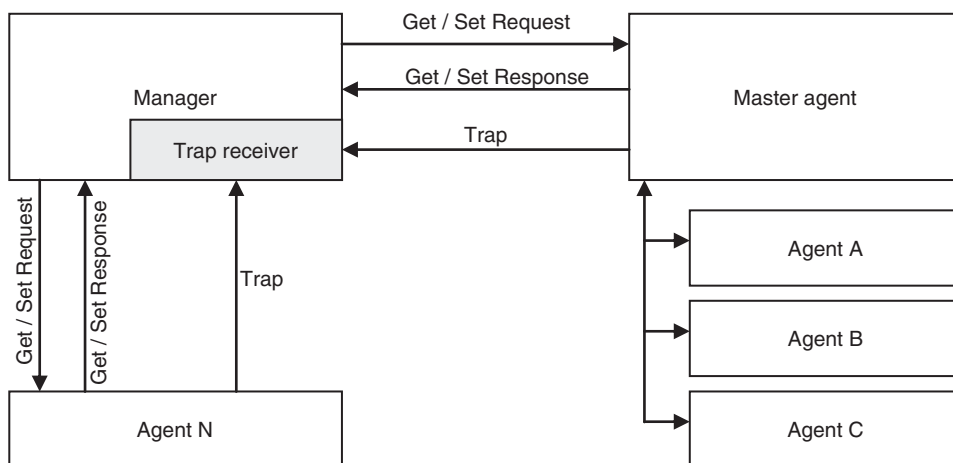 Get / Set Request
Get / Set Response
Manager
Master agent
Trap
Trap receiver
Get / Set Request
Get / Set Response
Trap
Agent A
Agent B
Agent N
Agent C